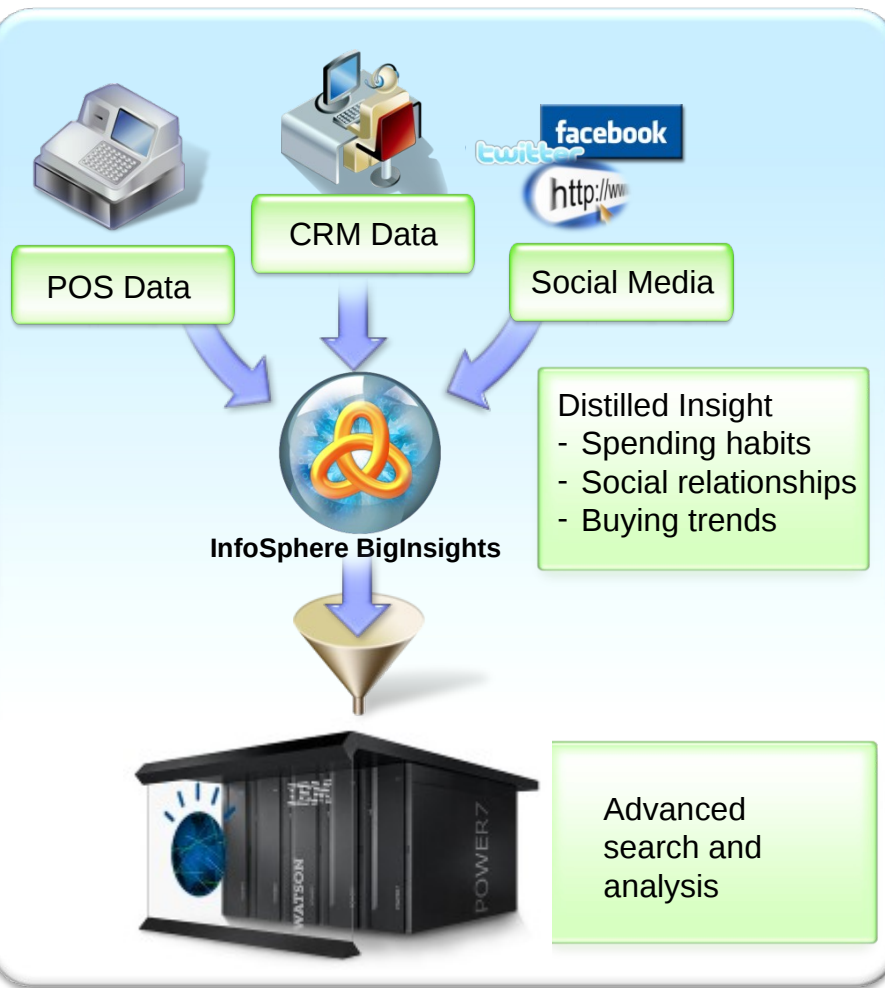 facebook
twitter
http://www
CRM Data
POS Data
Social Media
Distilled Insight
- Spending habits
- Social relationships
- Buying trends
InfoSphere BigInsights
IBM
WATSON
POWER7
Advanced
search and
analysis